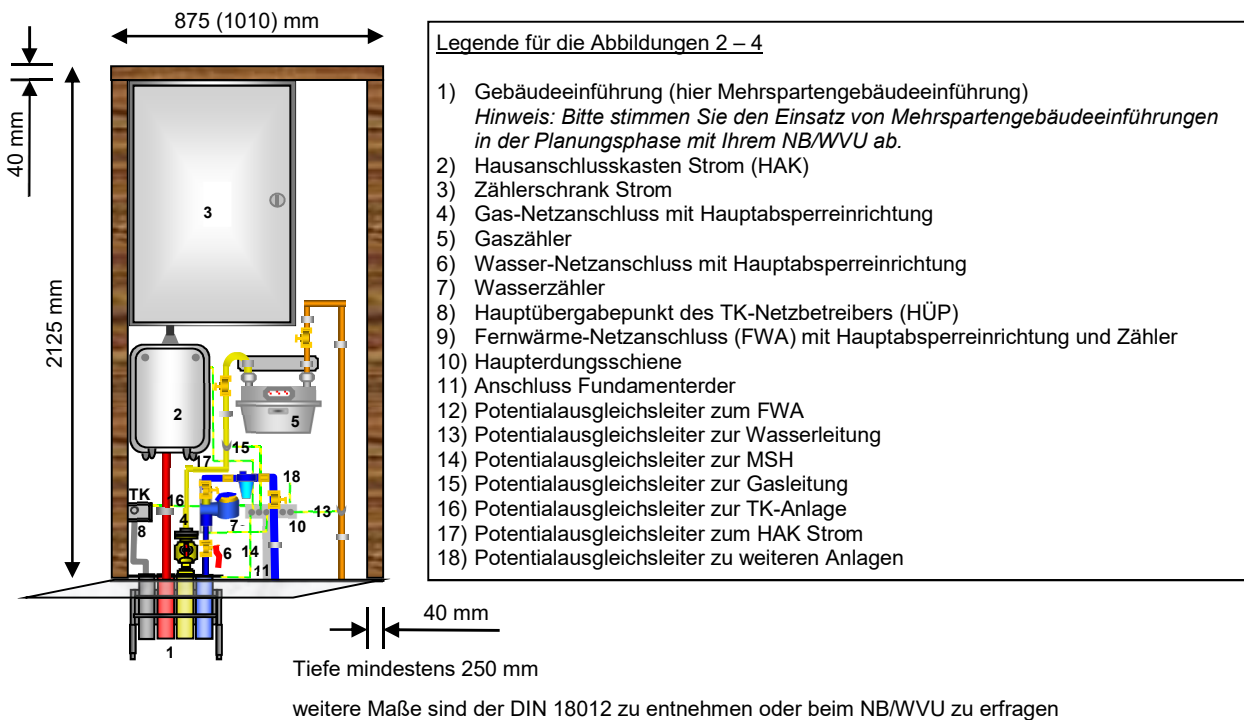 875 (1010) mm
40 mm
2125 mm
3
2
5
15
17
18
TK
16
4
8
7
10
13
6
14
11
1
40 mm
Tiefe mindestens 250 mm
weitere Maße sind der DIN 18012 zu entnehmen oder beim NB/WVU zu erfragen
Legende für die Abbildungen 2 – 4
1) Gebäudeeinführung (hier Mehrspartengebäudeeinführung)
Hinweis: Bitte stimmen Sie den Einsatz von Mehrspartengebäudeeinführungen
in der Planungsphase mit Ihrem NB/WVU ab.
2) Hausanschlusskasten Strom (HAK)
3) Zählerschrank Strom
4) Gas-Netzanschluss mit Hauptabsperreinrichtung
5) Gaszähler
6) Wasser-Netzanschluss mit Hauptabsperreinrichtung
7) Wasserzähler
8) Hauptübergabepunkt des TK-Netzbetreibers (HÜP)
9) Fernwärme-Netzanschluss (FWA) mit Hauptabsperreinrichtung und Zähler
10) Haupterdungsschiene
11) Anschluss Fundamenterder
12) Potentialausgleichsleiter zum FWA
13) Potentialausgleichsleiter zur Wasserleitung
14) Potentialausgleichsleiter zur MSH
15) Potentialausgleichsleiter zur Gasleitung
16) Potentialausgleichsleiter zur TK-Anlage
17) Potentialausgleichsleiter zum HAK Strom
18) Potentialausgleichsleiter zu weiteren Anlagen